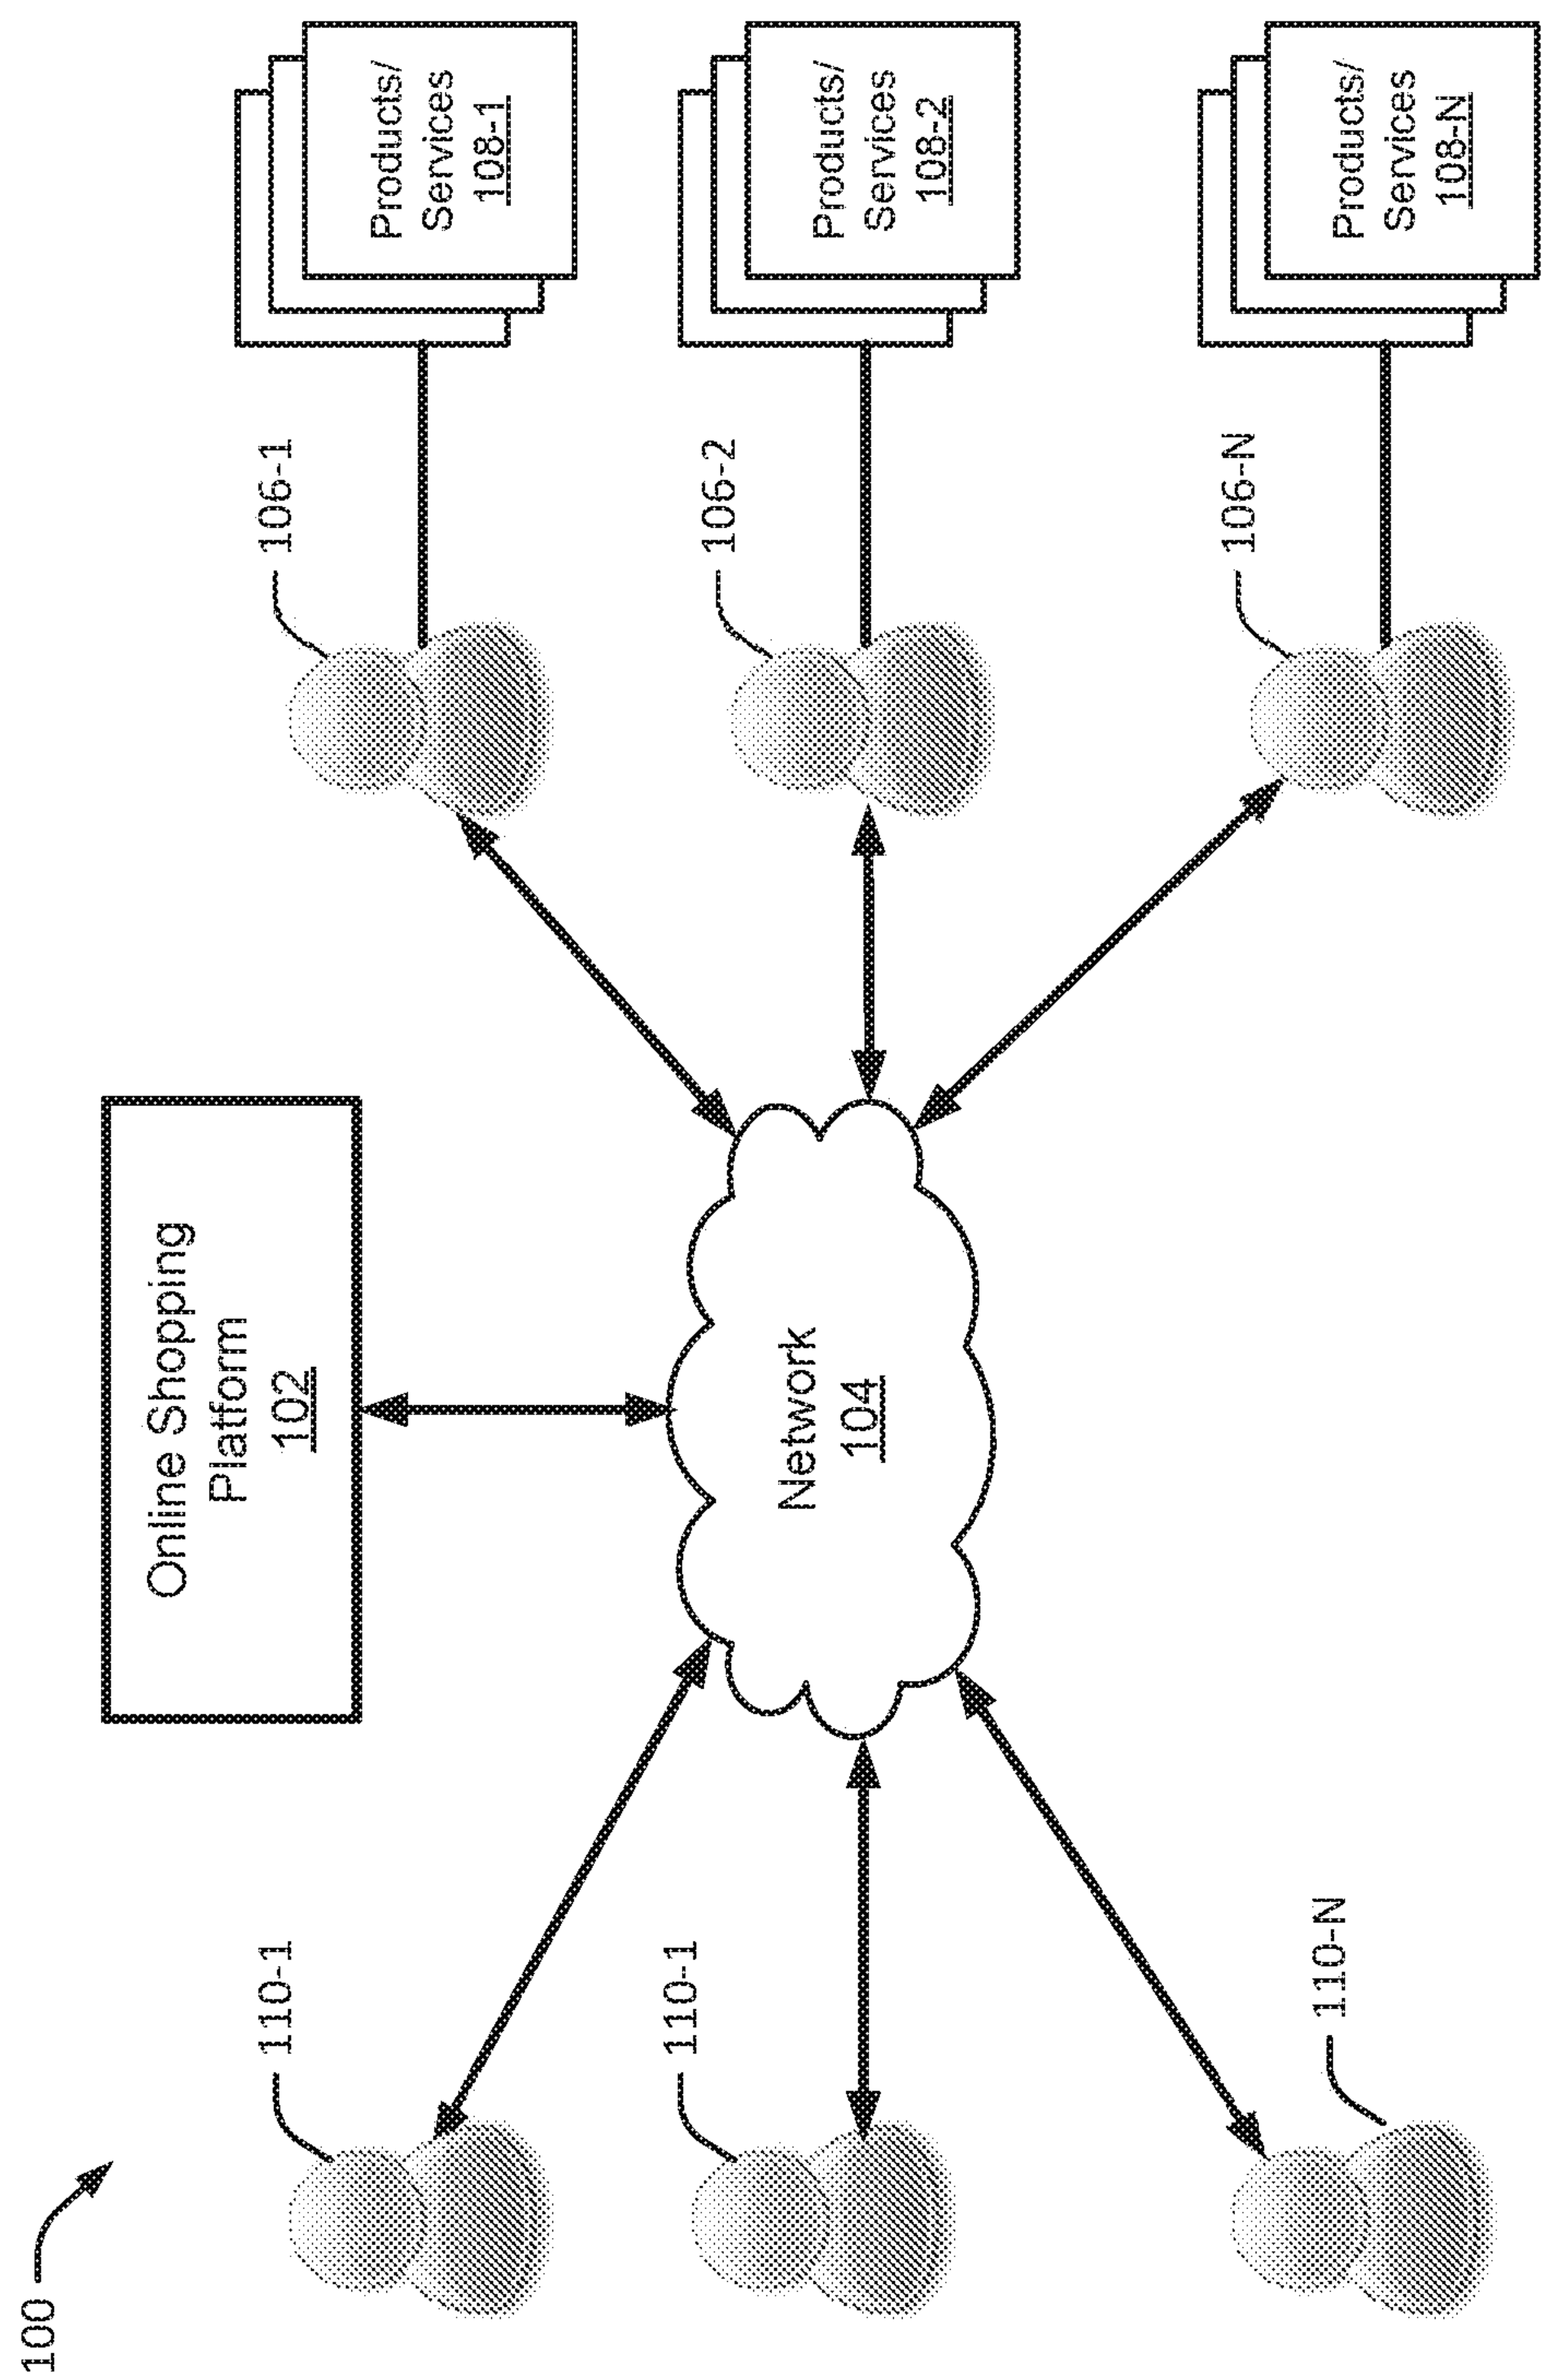 100
Online Shopping
Platform
102
110-1
106-1
Products/
Services
108-1
Network
104
110-1
106-2
Products/
Services
108-2
110-N
106-N
Products/
Services
108-N